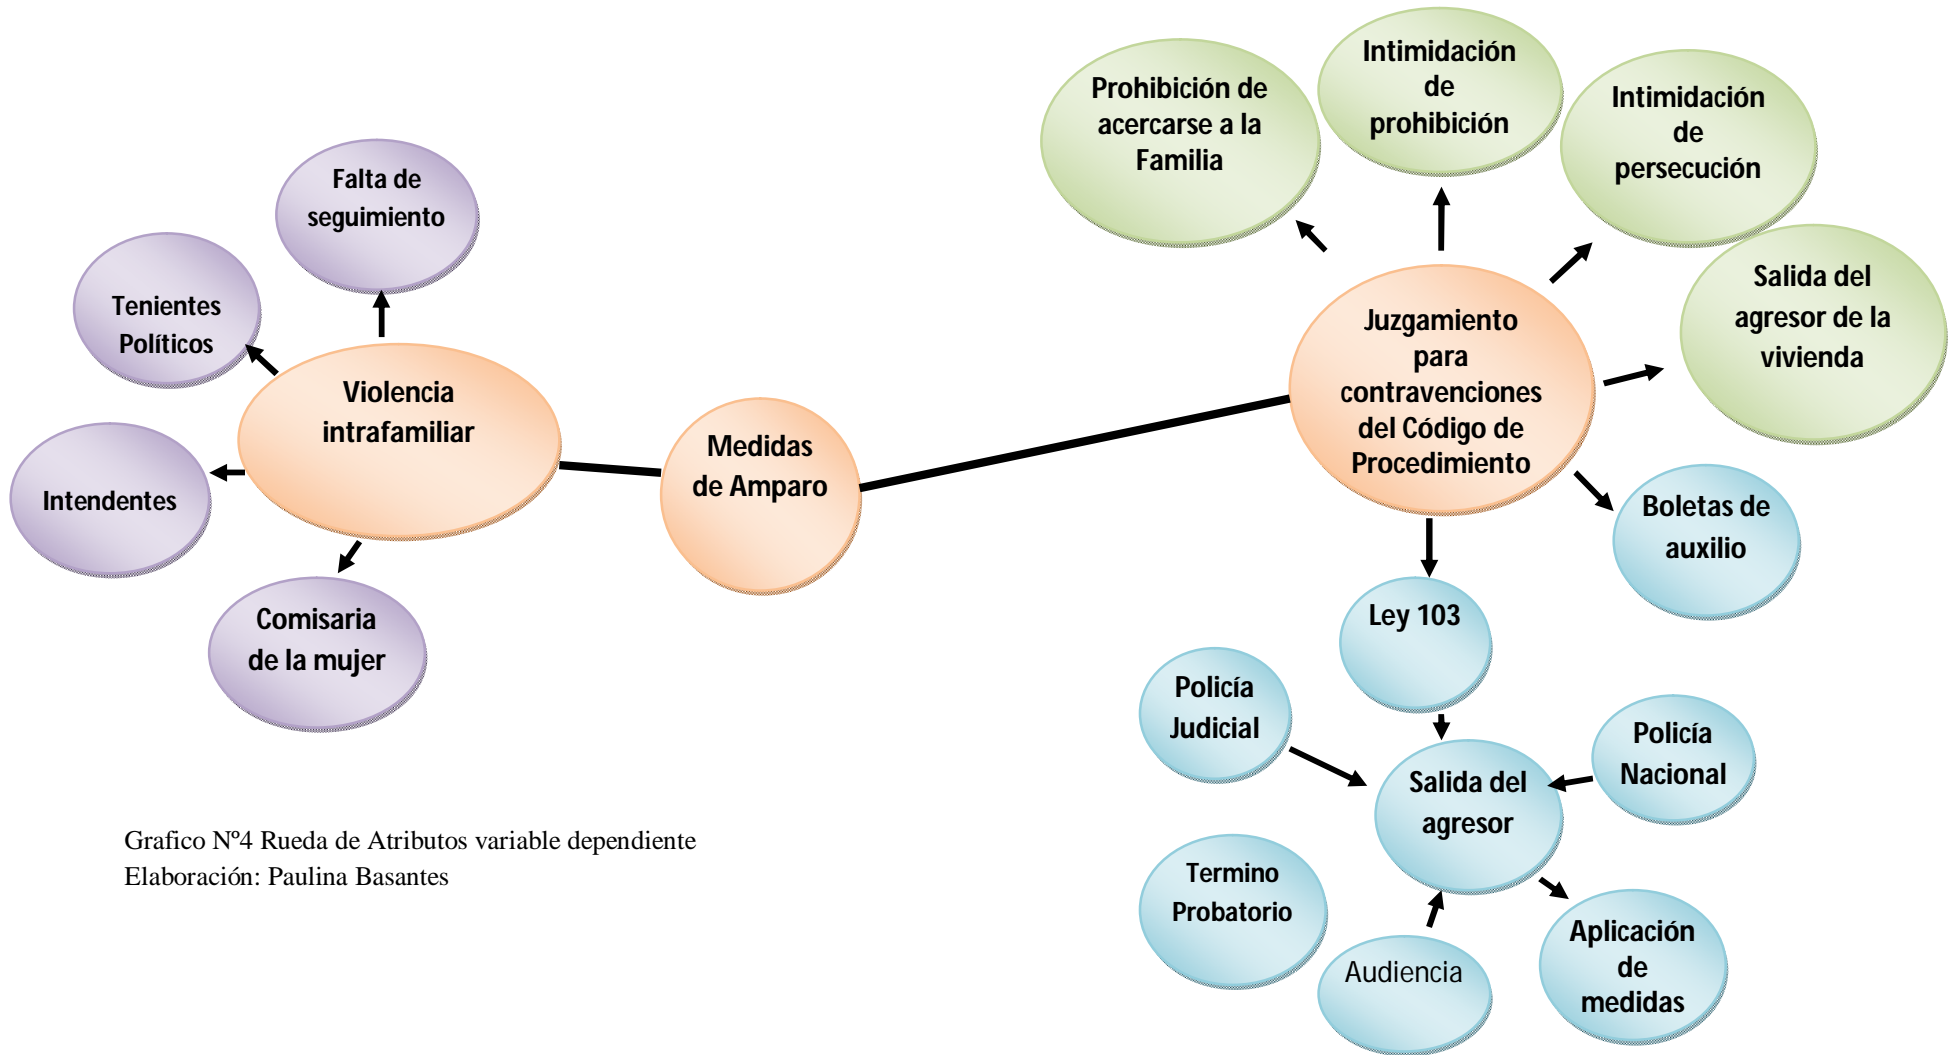 Falta de
seguimiento
Tenientes
Políticos
Violencia
intrafamiliar
Intendentes
Comisaria
de la mujer
Medidas
de Amparo
Prohibición de
acercarse a la
Familia
Intimidación
de
prohibición
Intimidación
de
persecución
Salida del
agresor de la
vivienda
Juzgamiento
para
contravenciones
del Código de
Procedimiento
Boletas de
auxilio
Ley 103
Policía
Judicial
Policía
Nacional
Salida del
agresor
Termino
Probatorio
Audiencia
Aplicación
de
medidas
Grafico Nº4 Rueda de Atributos variable dependiente
Elaboración: Paulina Basantes